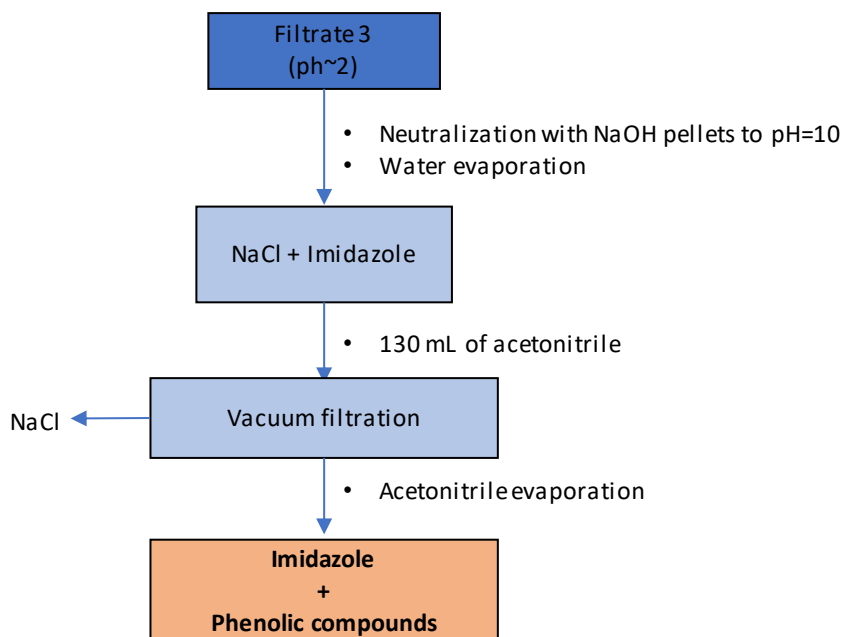 Filtrate 3
(ph~2)
• Neutralization with NaOH pellets to pH=10
• Water evaporation
NaCl + Imidazole
• 130 mL of acetonitrile
NaCl
Vacuum filtration
• Acetonitrile evaporation
Imidazole
+
Phenolic compounds